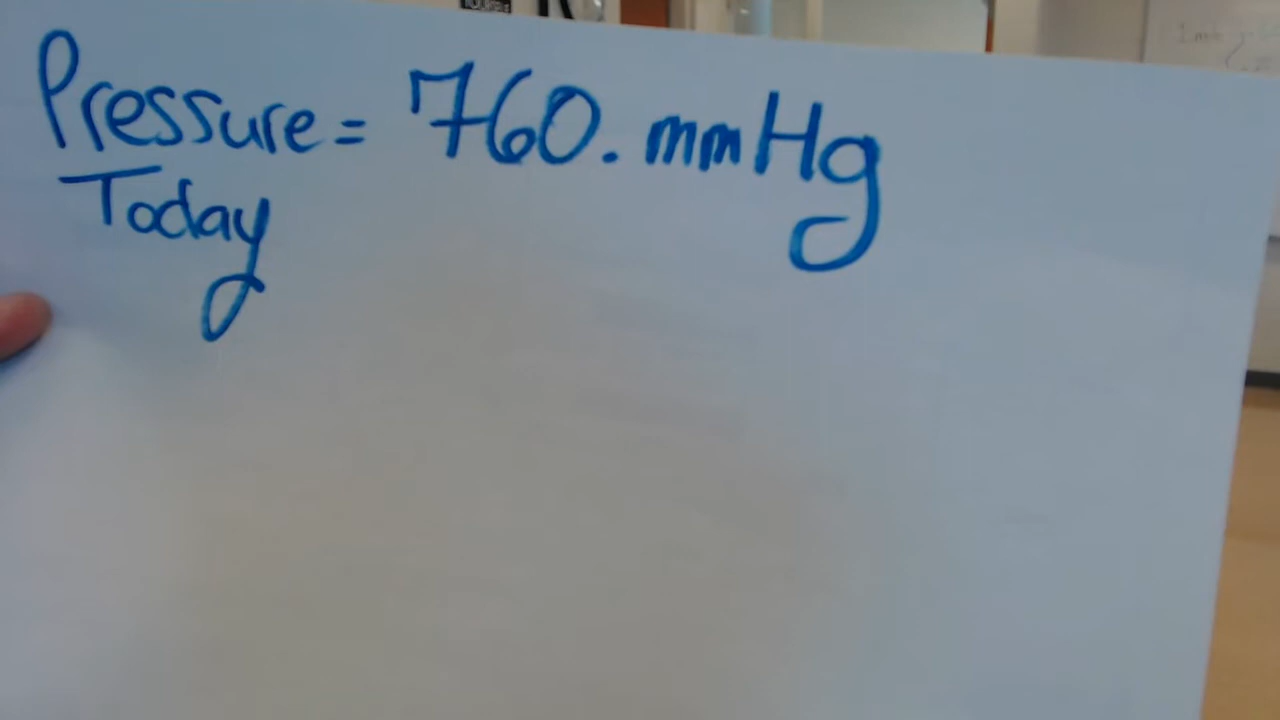 Pressure = 760. mmHg
Today